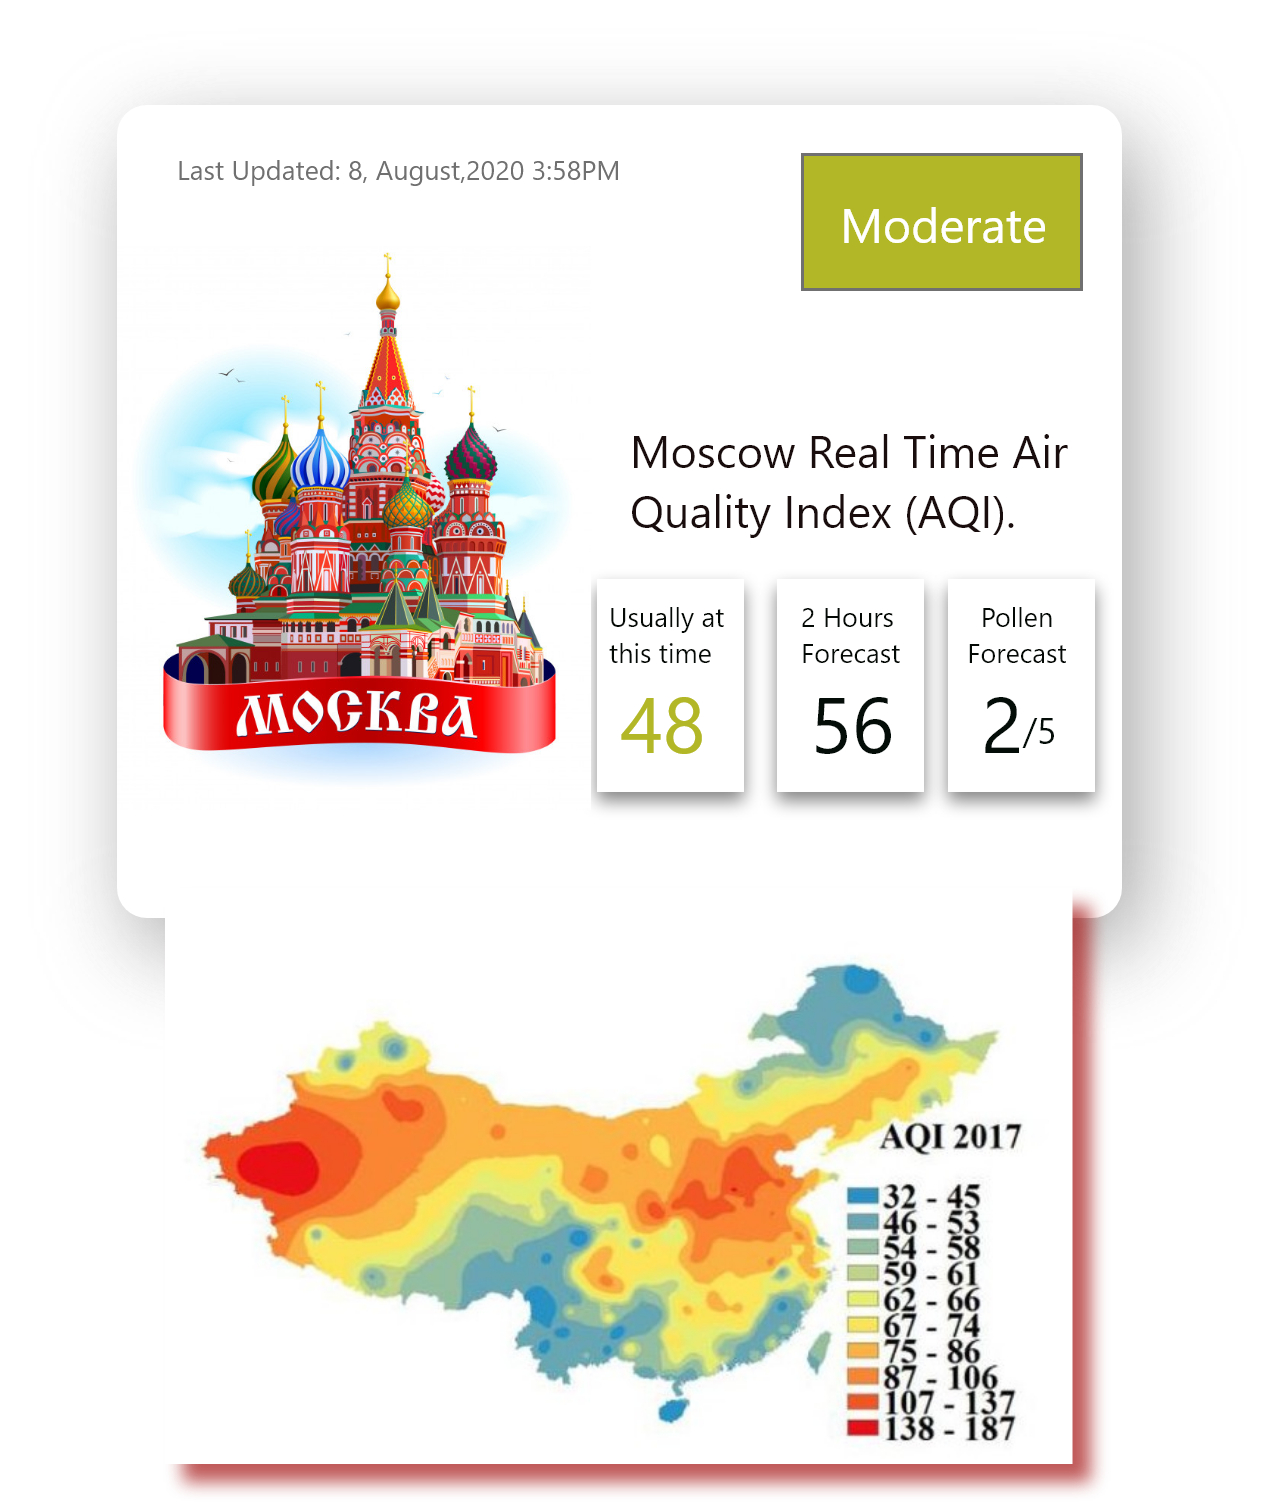 Last Updated: 8, August,2020 3:58PM
Moderate
МОСКВА
Moscow Real Time Air
Quality Index (AQI).
Usually at
this time
48
2 Hours
Forecast
56
Pollen
Forecast
2/5
AQI 2017
32 - 45
46 - 53
54 - 58
59 - 61
62 - 66
67 - 74
75 - 86
87 - 106
107 - 137
138 - 187